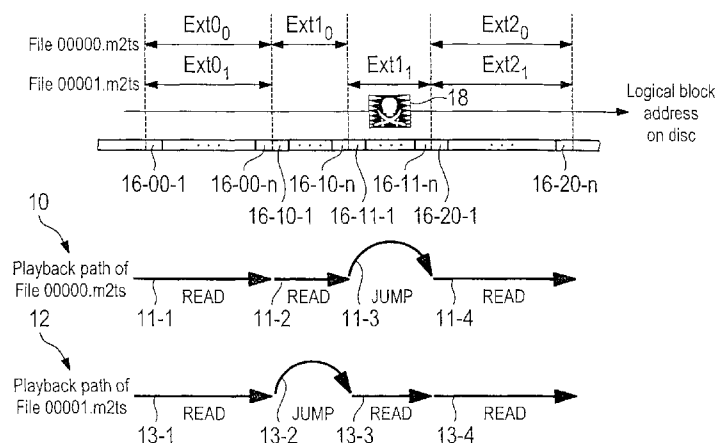 Ext0₀ Ext1₀ Ext2₀
File 00000.m2ts
Ext0₁ Ext1₁ Ext2₁
File 00001.m2ts
18
Logical block
address
on disc
16-00-1 16-00-n 16-10-n 16-11-n 16-20-n
16-10-1 16-11-1 16-20-1
10
Playback path of
File 00000.m2ts
READ READ JUMP READ
11-1 11-2 11-3 11-4
12
Playback path of
File 00001.m2ts
READ JUMP READ READ
13-1 13-2 13-3 13-4